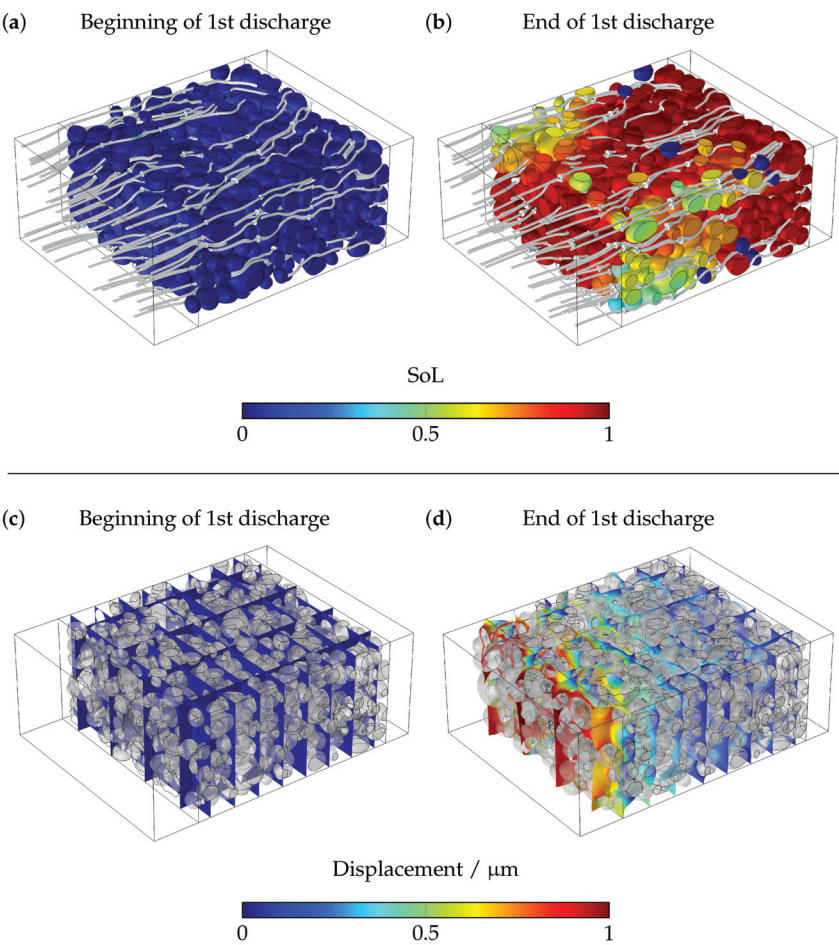 (a) Beginning of 1st discharge (b) End of 1st discharge
SoL
0 0.5 1
(c) Beginning of 1st discharge (d) End of 1st discharge
Displacement / μm
0 0.5 1